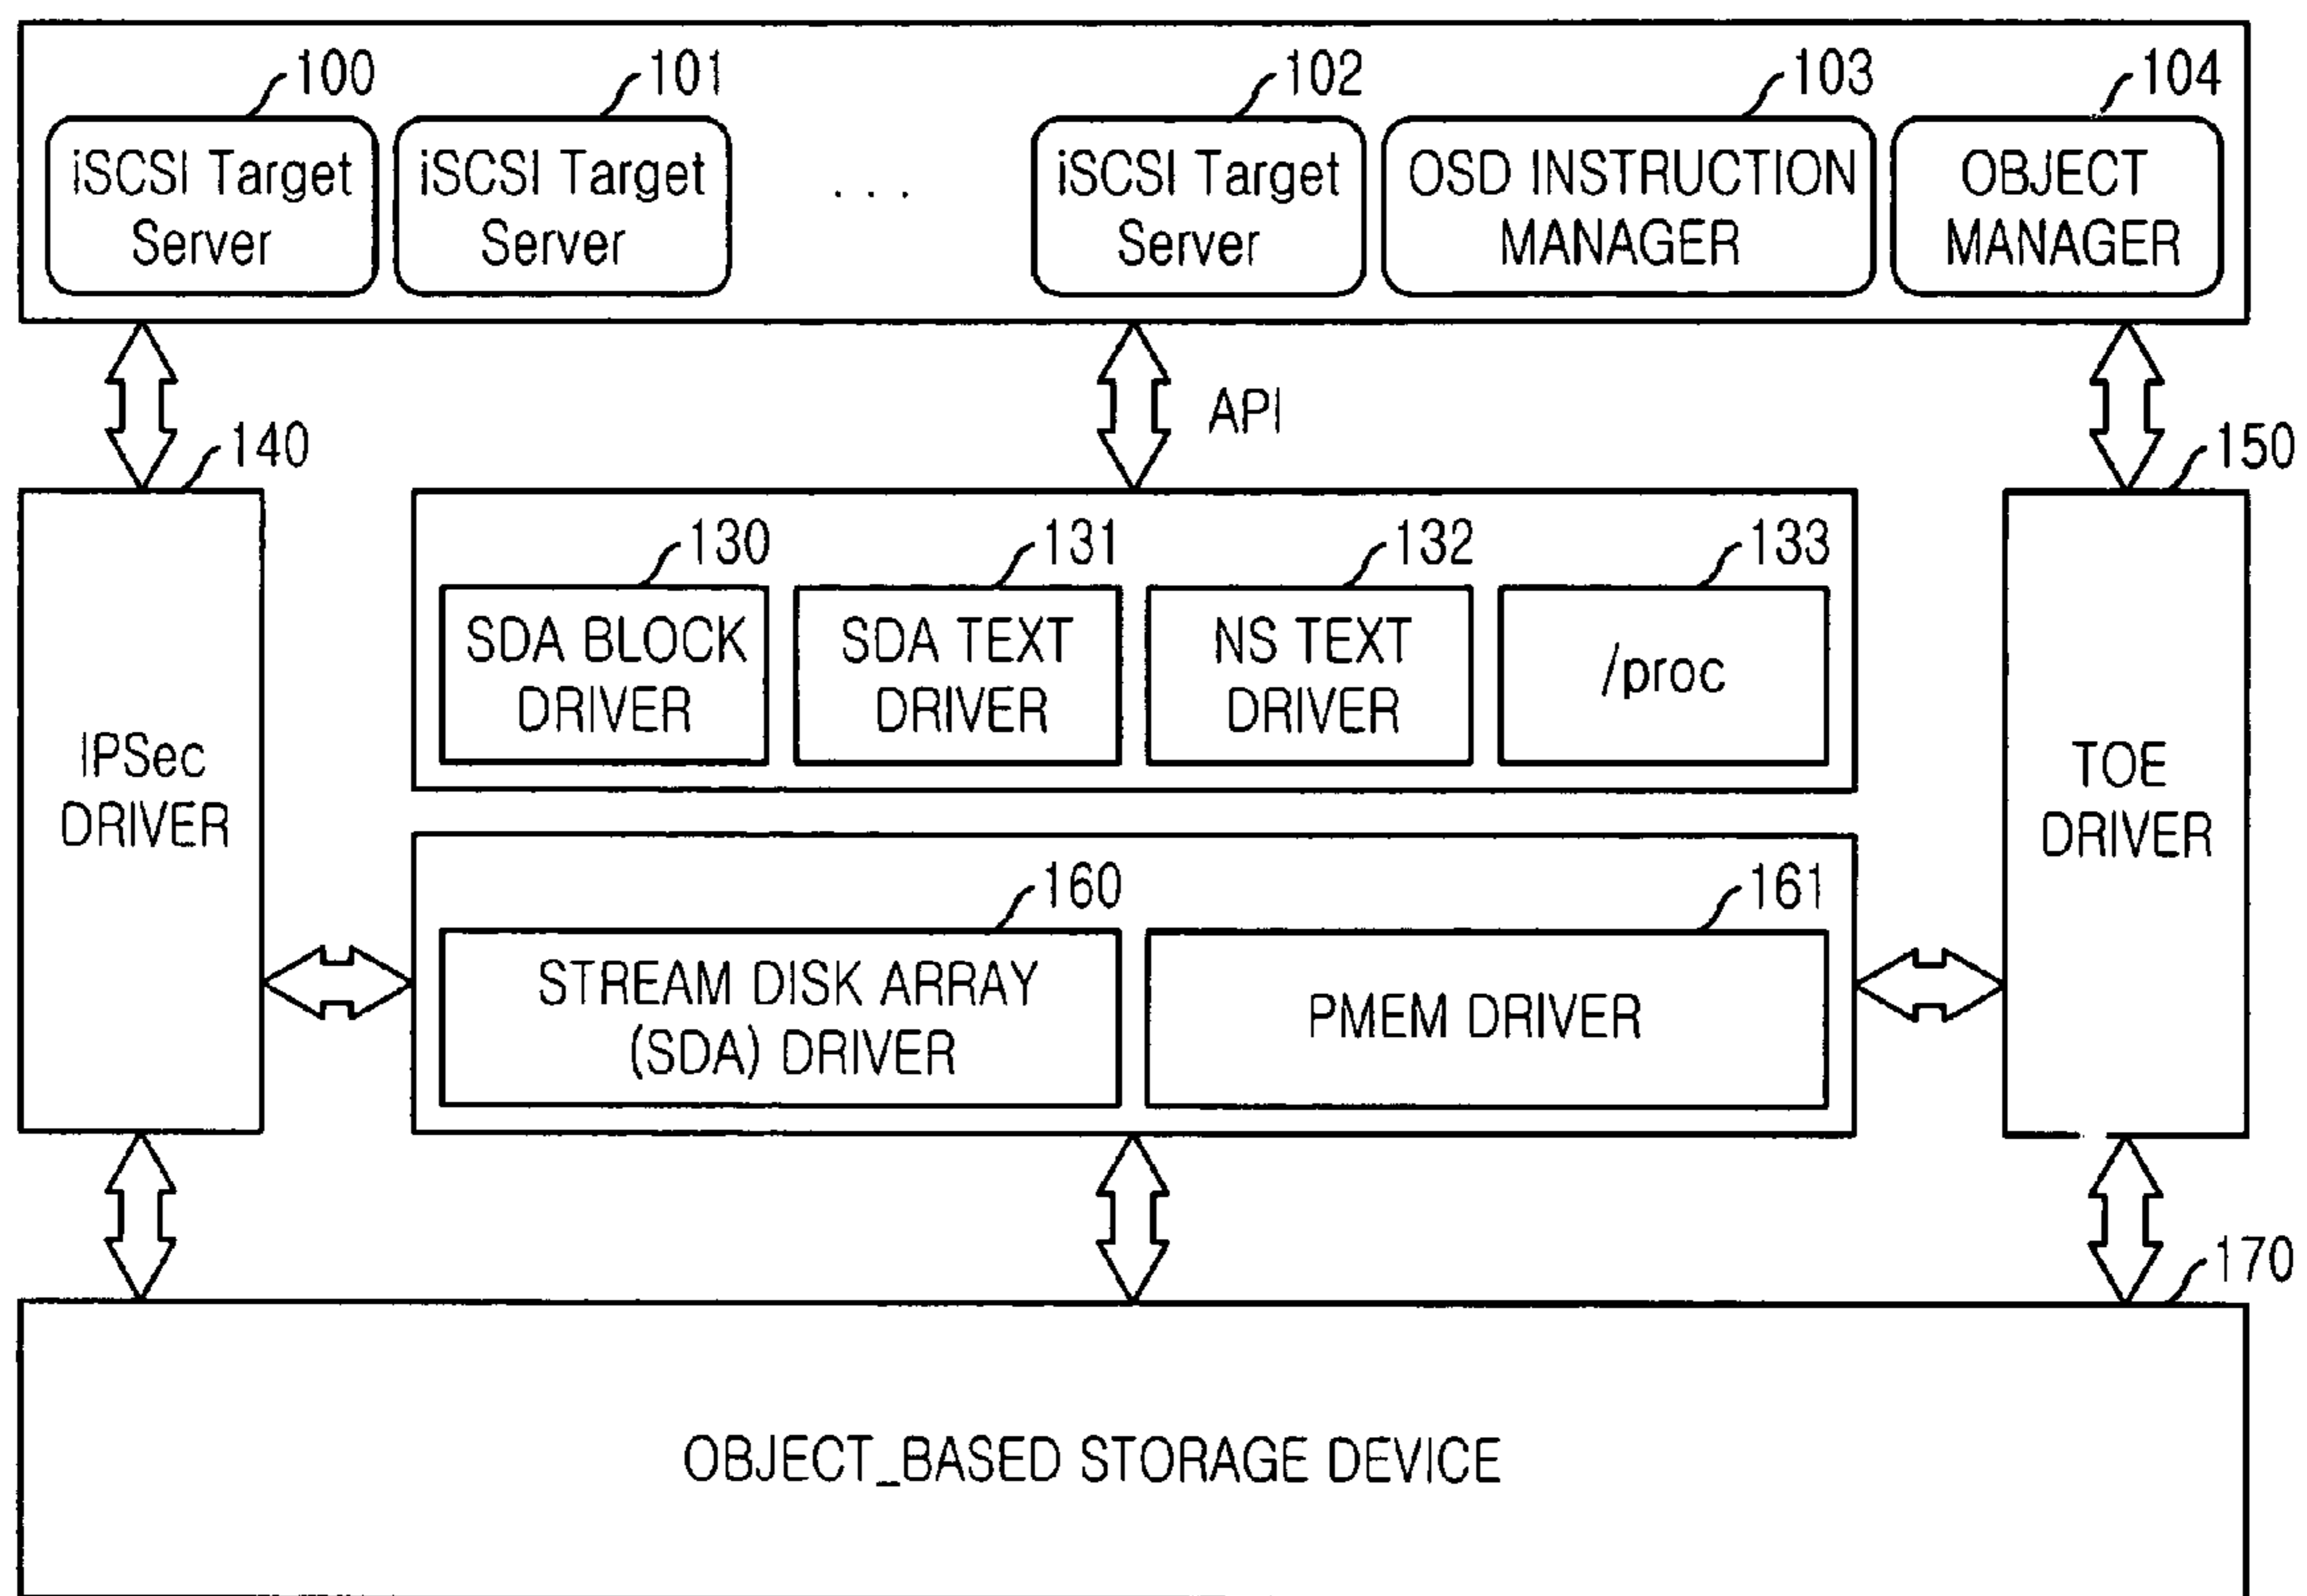 100
101
102
103
104
iSCSI Target
Server
iSCSI Target
Server
. . .
iSCSI Target
Server
OSD INSTRUCTION
MANAGER
OBJECT
MANAGER
API
140
150
130
131
132
133
SDA BLOCK
DRIVER
SDA TEXT
DRIVER
NS TEXT
DRIVER
/proc
IPSec
DRIVER
TOE
DRIVER
160
161
STREAM DISK ARRAY
(SDA) DRIVER
PMEM DRIVER
170
OBJECT_BASED STORAGE DEVICE